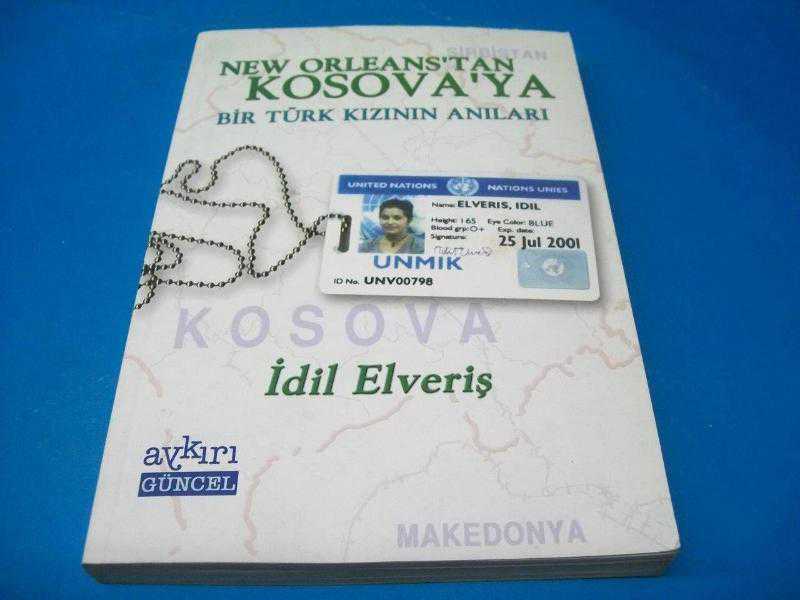 SIRBİSTAN
NEW ORLEANS'TAN
KOSOVA'YA
BİR TÜRK KIZININ ANILARI
UNITED NATIONS NATIONS UNIES
Name: ELVERIS, IDIL
Height: 165 Eye Color: BLUE
Blood grp: O+ Exp. date:
Signature: 25 Jul 2001
UNMIK
ID No. UNV00798
KOSOVA
İdil Elveriş
aykırı
GÜNCEL
MAKEDONYA